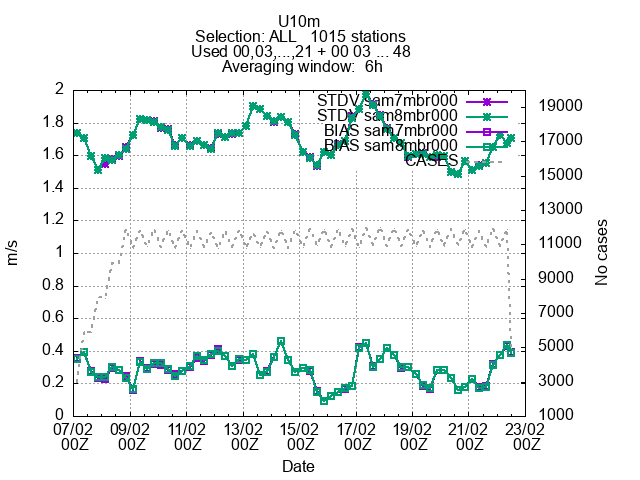 U10m
Selection: ALL   1015 stations
Used 00,03,...,21 + 00 03 ... 48
Averaging window:  6h
STDV sam7mbr000
STDV sam8mbr000
BIAS sam7mbr000
BIAS sam8mbr000
CASES
2
1.8
1.6
1.4
1.2
1
0.8
0.6
0.4
0.2
0
m/s
19000
17000
15000
13000
11000
9000
7000
5000
3000
1000
No cases
07/02 09/02 11/02 13/02 15/02 17/02 19/02 21/02 23/02
00Z 00Z 00Z 00Z 00Z 00Z 00Z 00Z 00Z
Date